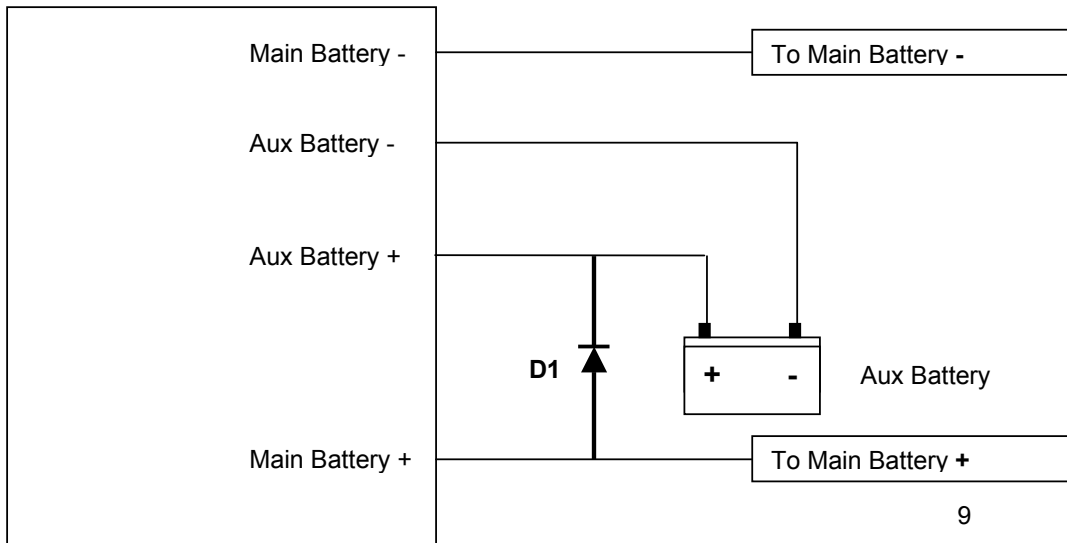 Main Battery - To Main Battery -
Aux Battery -
Aux Battery +
D1 + - Aux Battery
Main Battery + To Main Battery +
9